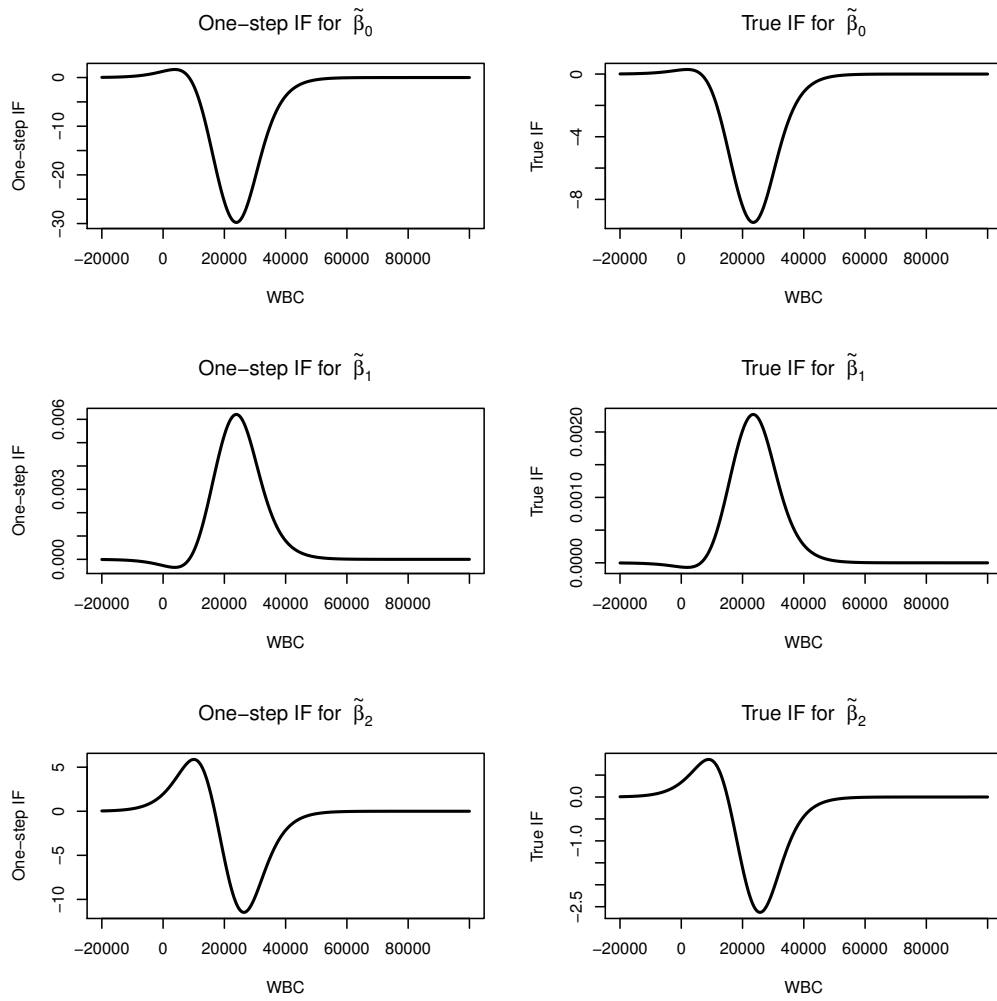 One−step IF for β̃0
One−step IF
0
−10
−20
−30
−20000 0 20000 40000 60000 80000
WBC
True IF for β̃0
True IF
0
−4
−8
−20000 0 20000 40000 60000 80000
WBC
One−step IF for β̃1
One−step IF
0.006
0.003
0.000
−20000 0 20000 40000 60000 80000
WBC
True IF for β̃1
True IF
0.0020
0.0010
0.0000
−20000 0 20000 40000 60000 80000
WBC
One−step IF for β̃2
One−step IF
5
0
−5
−10
−20000 0 20000 40000 60000 80000
WBC
True IF for β̃2
True IF
0.0
−1.0
−2.5
−20000 0 20000 40000 60000 80000
WBC